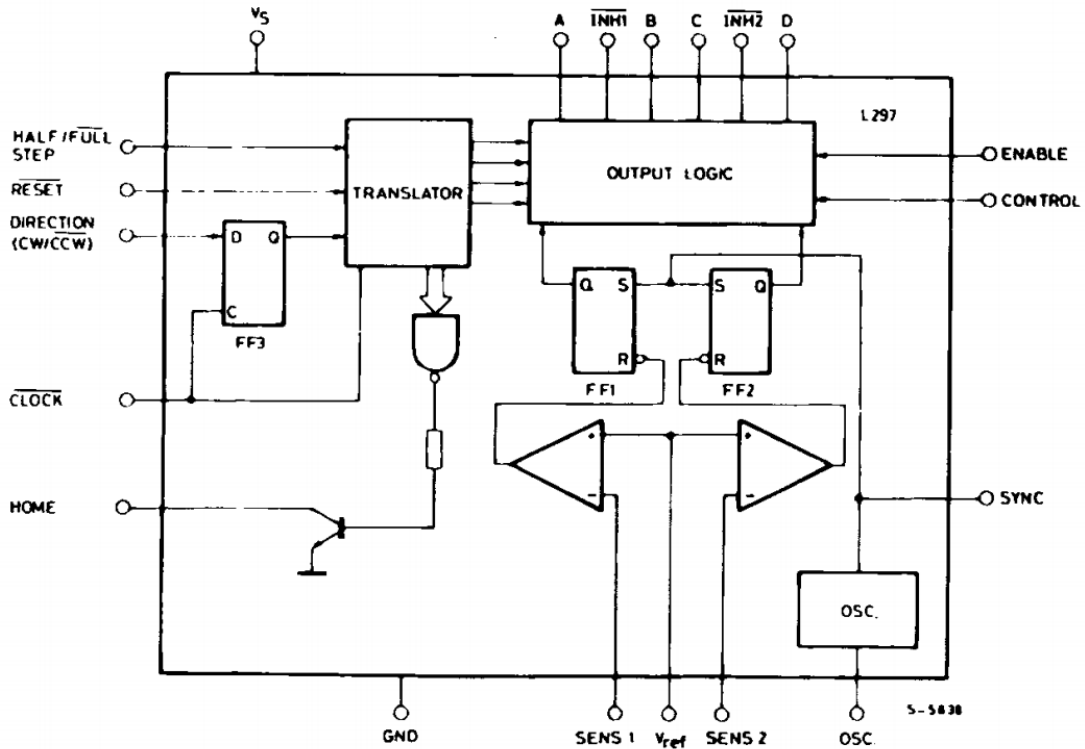 VS
A INH1 B C INH2 D
L297
HALF/FULL
STEP
RESET
DIRECTION
(CW/CCW)
TRANSLATOR
OUTPUT LOGIC
ENABLE
CONTROL
D Q
C
FF3
Q S
R
FF1
S Q
R
FF2
CLOCK
+
-
+
-
HOME
SYNC
OSC.
S-5838
GND
SENS 1
Vref
SENS 2
OSC.